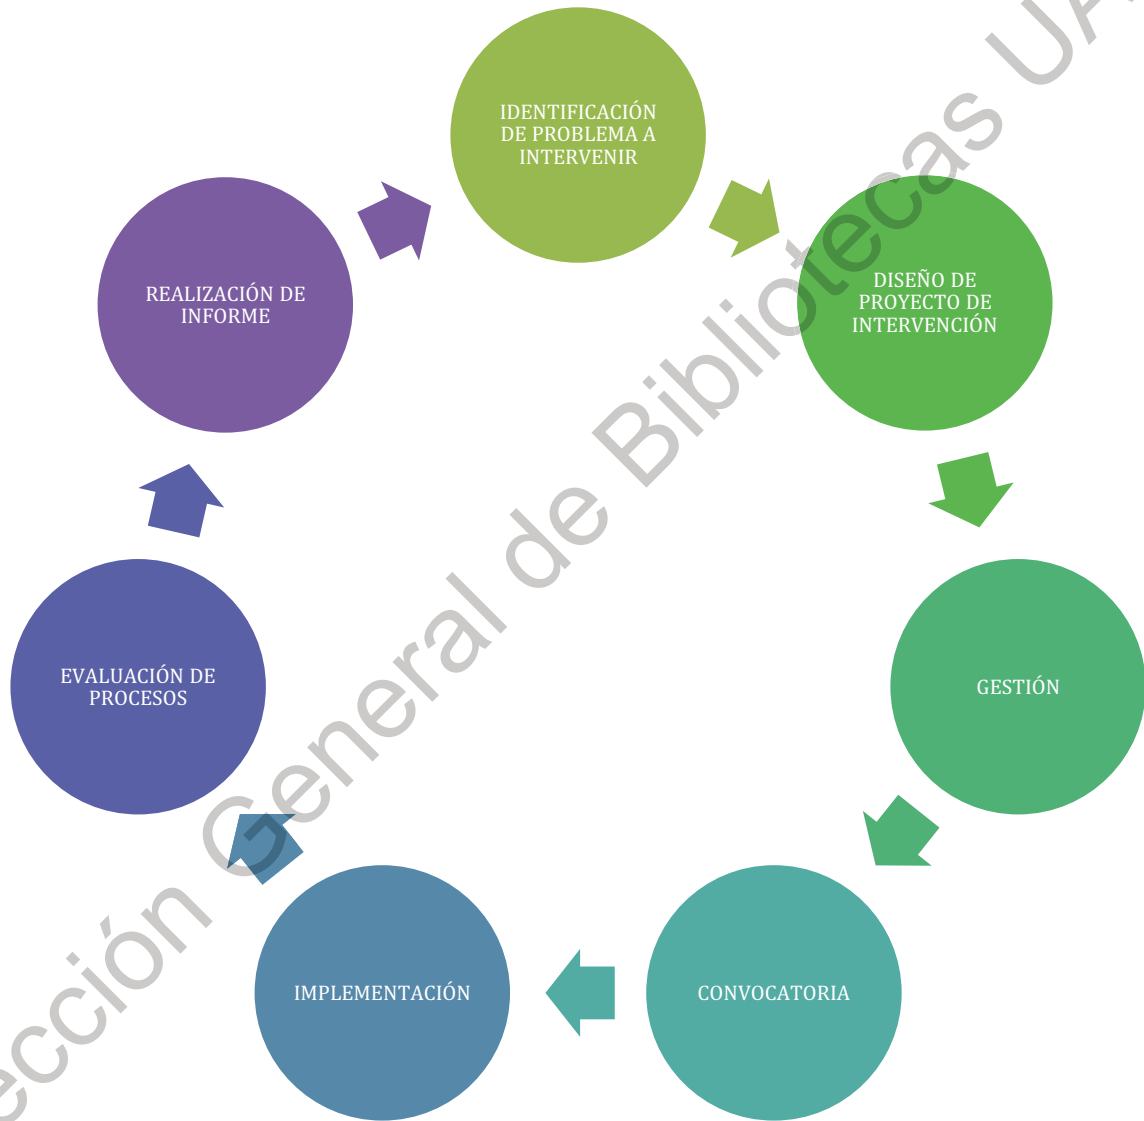 IDENTIFICACIÓN
DE PROBLEMA A
INTERVENIR
DISEÑO DE
PROYECTO DE
INTERVENCIÓN
GESTIÓN
CONVOCATORIA
IMPLEMENTACIÓN
EVALUACIÓN DE
PROCESOS
REALIZACIÓN DE
INFORME
ección General de Bibliotecas UA